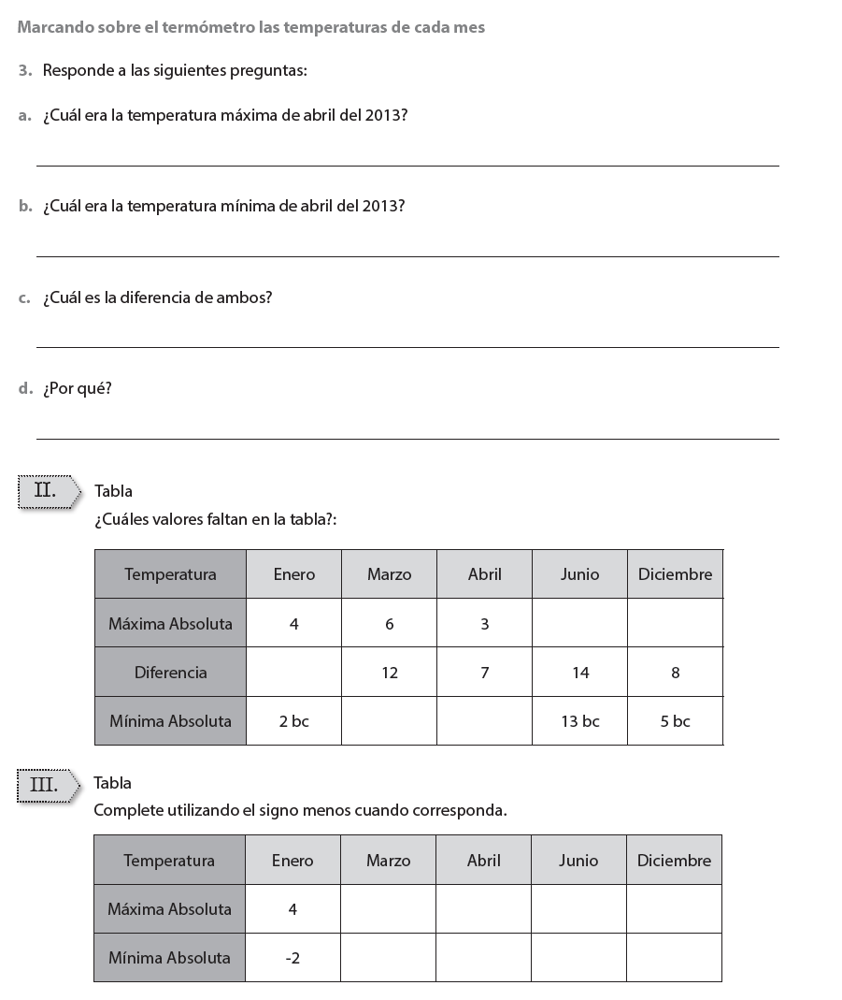 Marcando sobre el termómetro las temperaturas de cada mes
3. Responde a las siguientes preguntas:
a. ¿Cuál era la temperatura máxima de abril del 2013?
b. ¿Cuál era la temperatura mínima de abril del 2013?
c. ¿Cuál es la diferencia de ambos?
d. ¿Por qué?
II. Tabla
¿Cuáles valores faltan en la tabla?:
Temperatura Enero Marzo Abril Junio Diciembre
Máxima Absoluta 4 6 3
Diferencia 12 7 14 8
Mínima Absoluta 2 bc 13 bc 5 bc
III. Tabla
Complete utilizando el signo menos cuando corresponda.
Temperatura Enero Marzo Abril Junio Diciembre
Máxima Absoluta 4
Mínima Absoluta -2